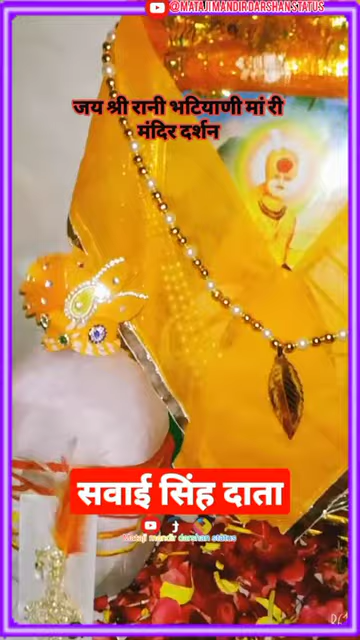 @MATAJIMANDIRDARSHANSTATUS
जय श्री रानी भटियाणी मां री
मंदिर दर्शन
सवाई सिंह दाता
Mataji mandir darshan status